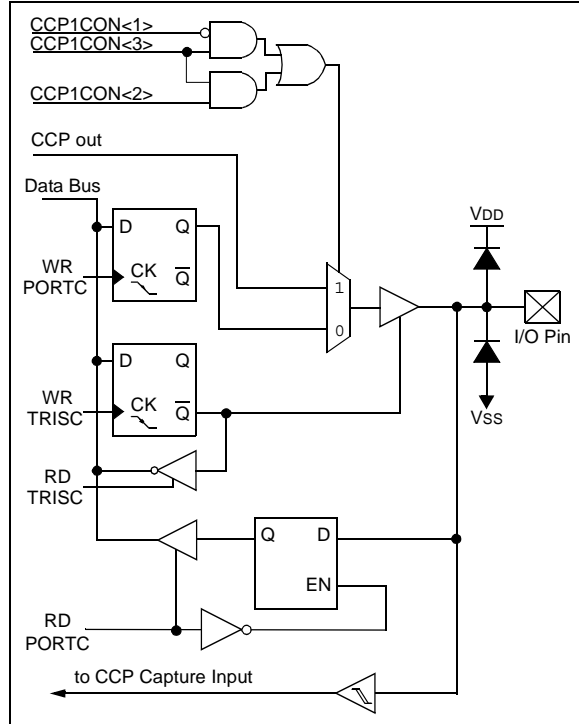 CCP1CON<1>
CCP1CON<3>
CCP1CON<2>
CCP out
Data Bus
D Q
WR
PORTC
CK
Q
1
0
VDD
I/O Pin
VSS
D Q
WR
TRISC
CK
Q
RD
TRISC
Q D
EN
RD
PORTC
to CCP Capture Input